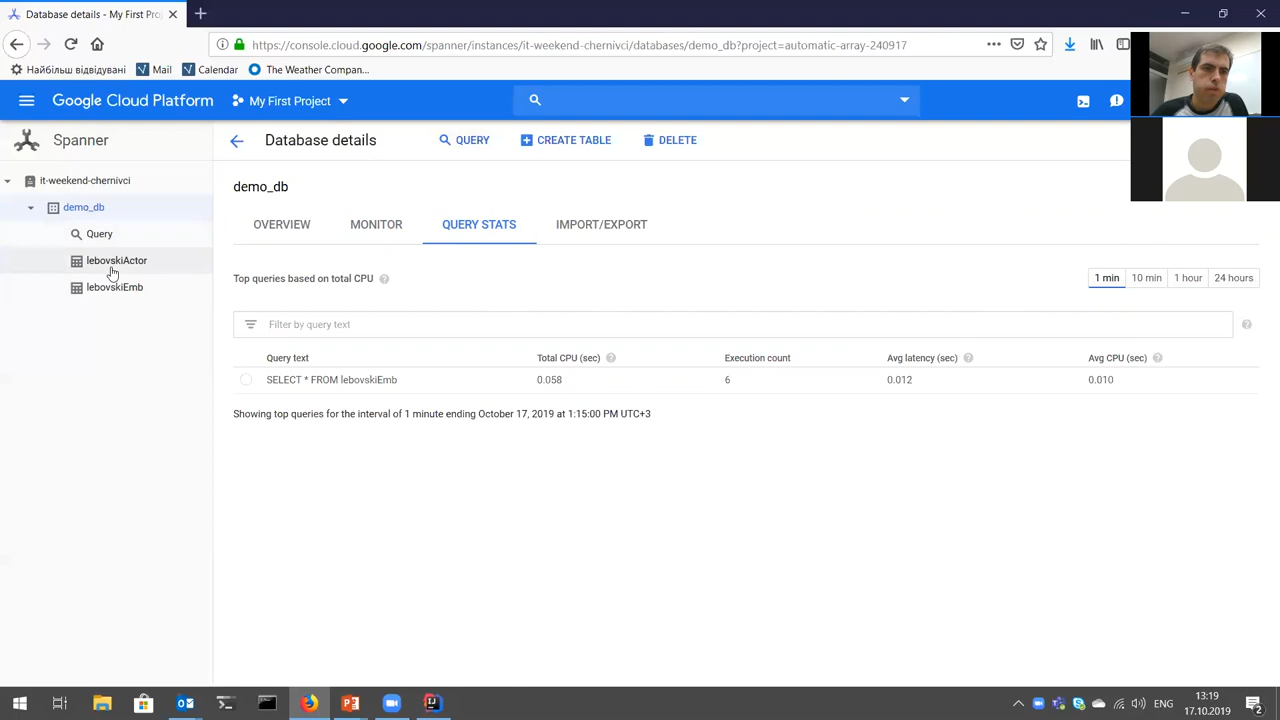 Database details - My First Pro
https://console.cloud.google.com/spanner/instances/it-weekend-chernivci/databases/demo_db?project=automatic-array-240917
Найбільш відвідувані
Mail
Calendar
The Weather Compan...
Google Cloud Platform
My First Project
Spanner
Database details
QUERY
CREATE TABLE
DELETE
it-weekend-chernivci
demo_db
Query
lebovskiActor
lebovskiEmb
demo_db
OVERVIEW
MONITOR
QUERY STATS
IMPORT/EXPORT
Top queries based on total CPU
1 min
10 min
1 hour
24 hours
Filter by query text
Query text
Total CPU (sec)
Execution count
Avg latency (sec)
Avg CPU (sec)
SELECT * FROM lebovskiEmb
0.058
6
0.012
0.010
Showing top queries for the interval of 1 minute ending October 17, 2019 at 1:15:00 PM UTC+3
ENG
13:19
17.10.2019
2